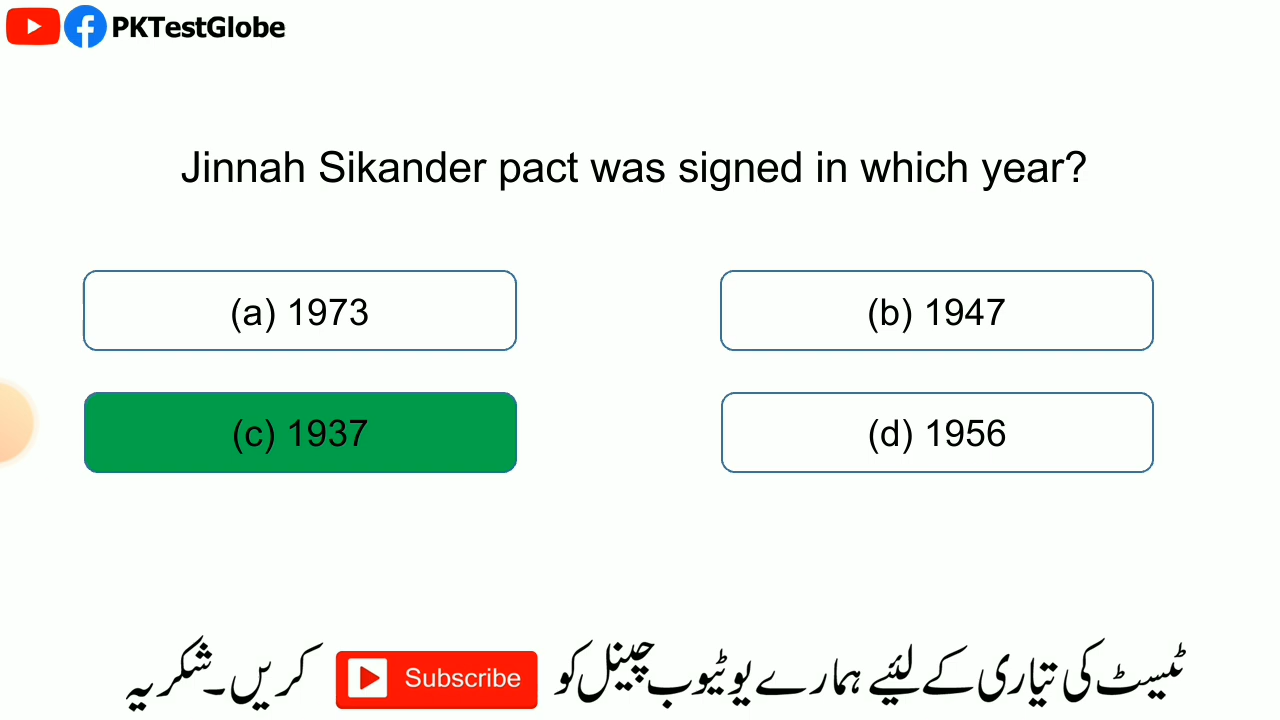 PKTestGlobe
Jinnah Sikander pact was signed in which year?
(a) 1973
(b) 1947
(c) 1937
(d) 1956
ٹیسٹ کی تیاری کے لئیے ہمارے یوٹیوب چینل کو Subscribe کریں۔شکریہ